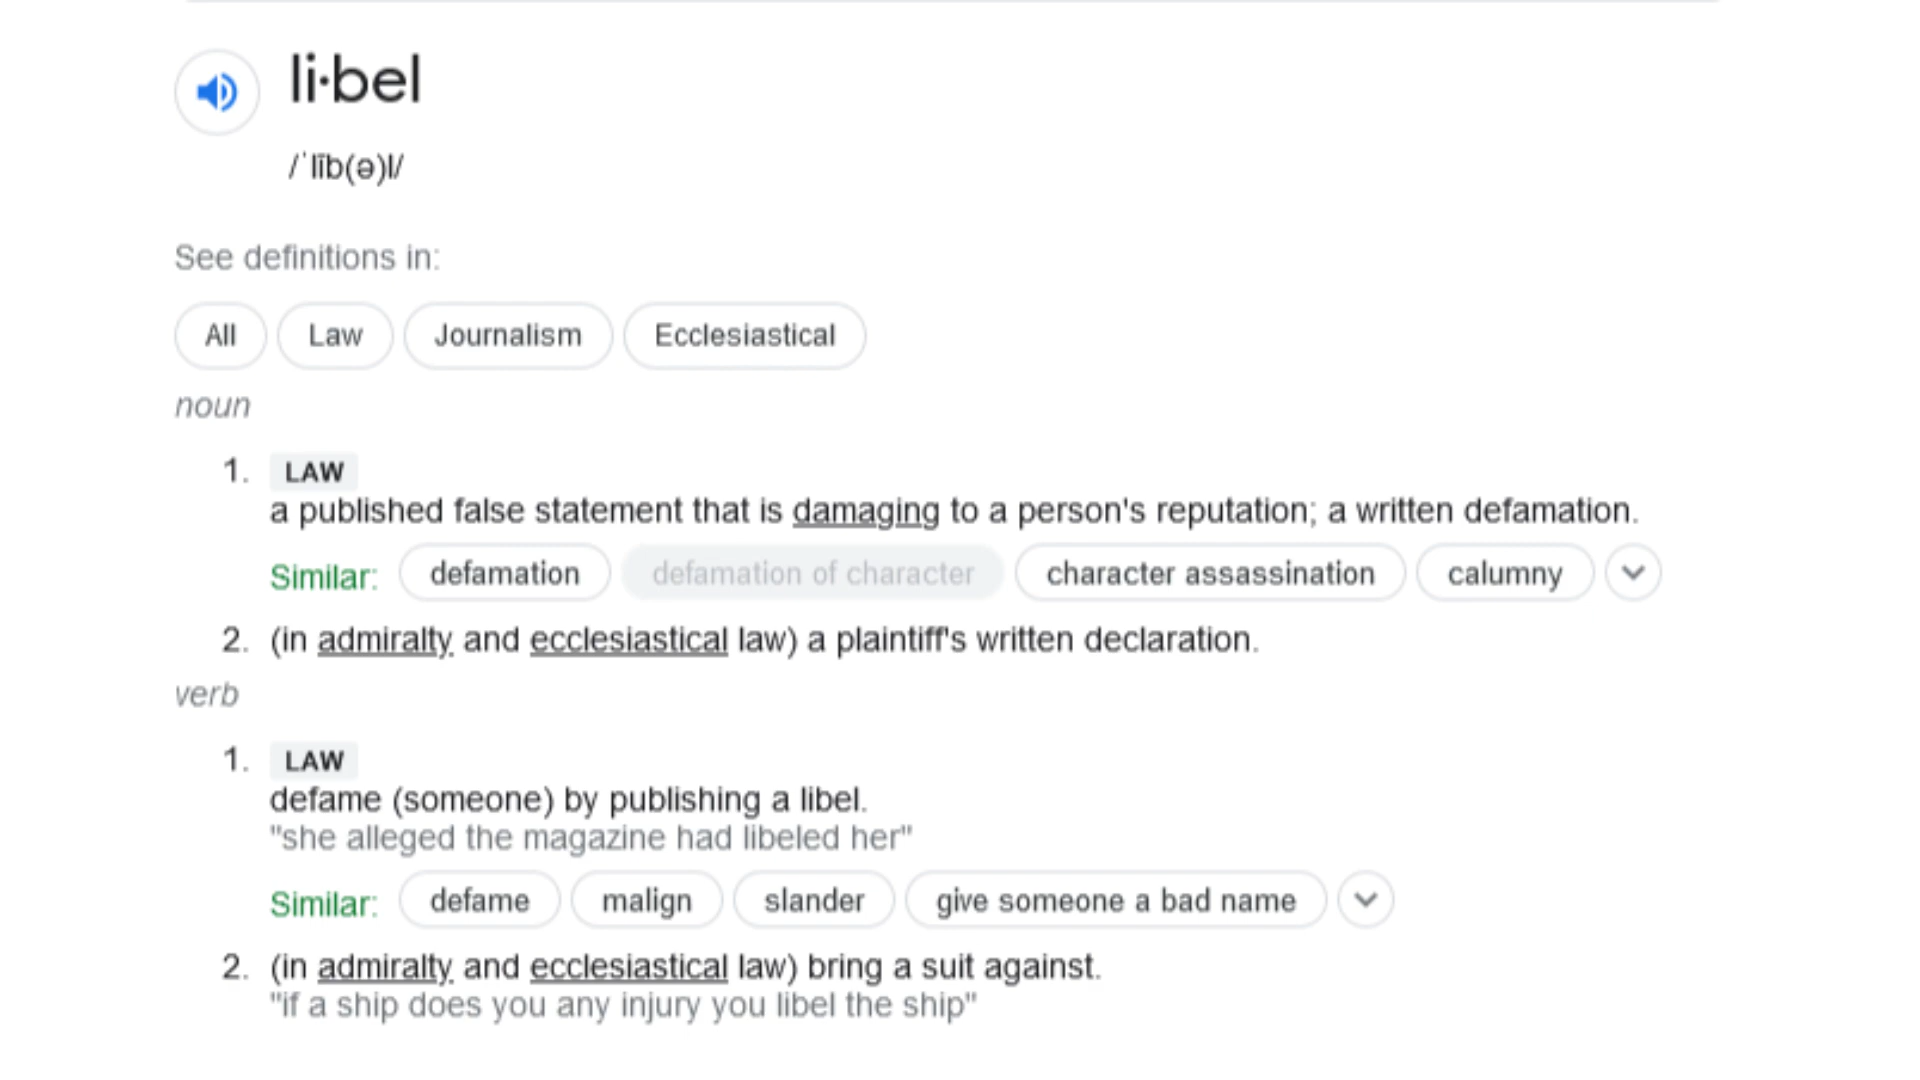 li·bel
/ˈlīb(ə)l/
See definitions in:
All Law Journalism Ecclesiastical
noun
1. LAW
a published false statement that is damaging to a person's reputation; a written defamation.
Similar: defamation defamation of character character assassination calumny
2. (in admiralty and ecclesiastical law) a plaintiff's written declaration.
verb
1. LAW
defame (someone) by publishing a libel.
"she alleged the magazine had libeled her"
Similar: defame malign slander give someone a bad name
2. (in admiralty and ecclesiastical law) bring a suit against.
"if a ship does you any injury you libel the ship"